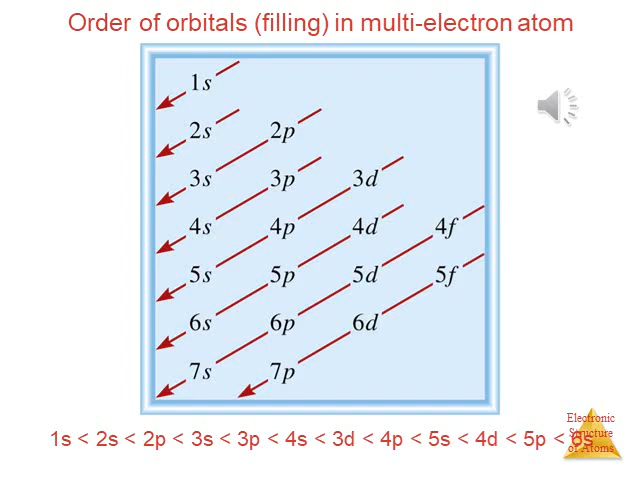 Order of orbitals (filling) in multi-electron atom
1s
2s 2p
3s 3p 3d
4s 4p 4d 4f
5s 5p 5d 5f
6s 6p 6d
7s 7p
1s < 2s < 2p < 3s < 3p < 4s < 3d < 4p < 5s < 4d < 5p < 6s
Electronic
Structure
of Atoms